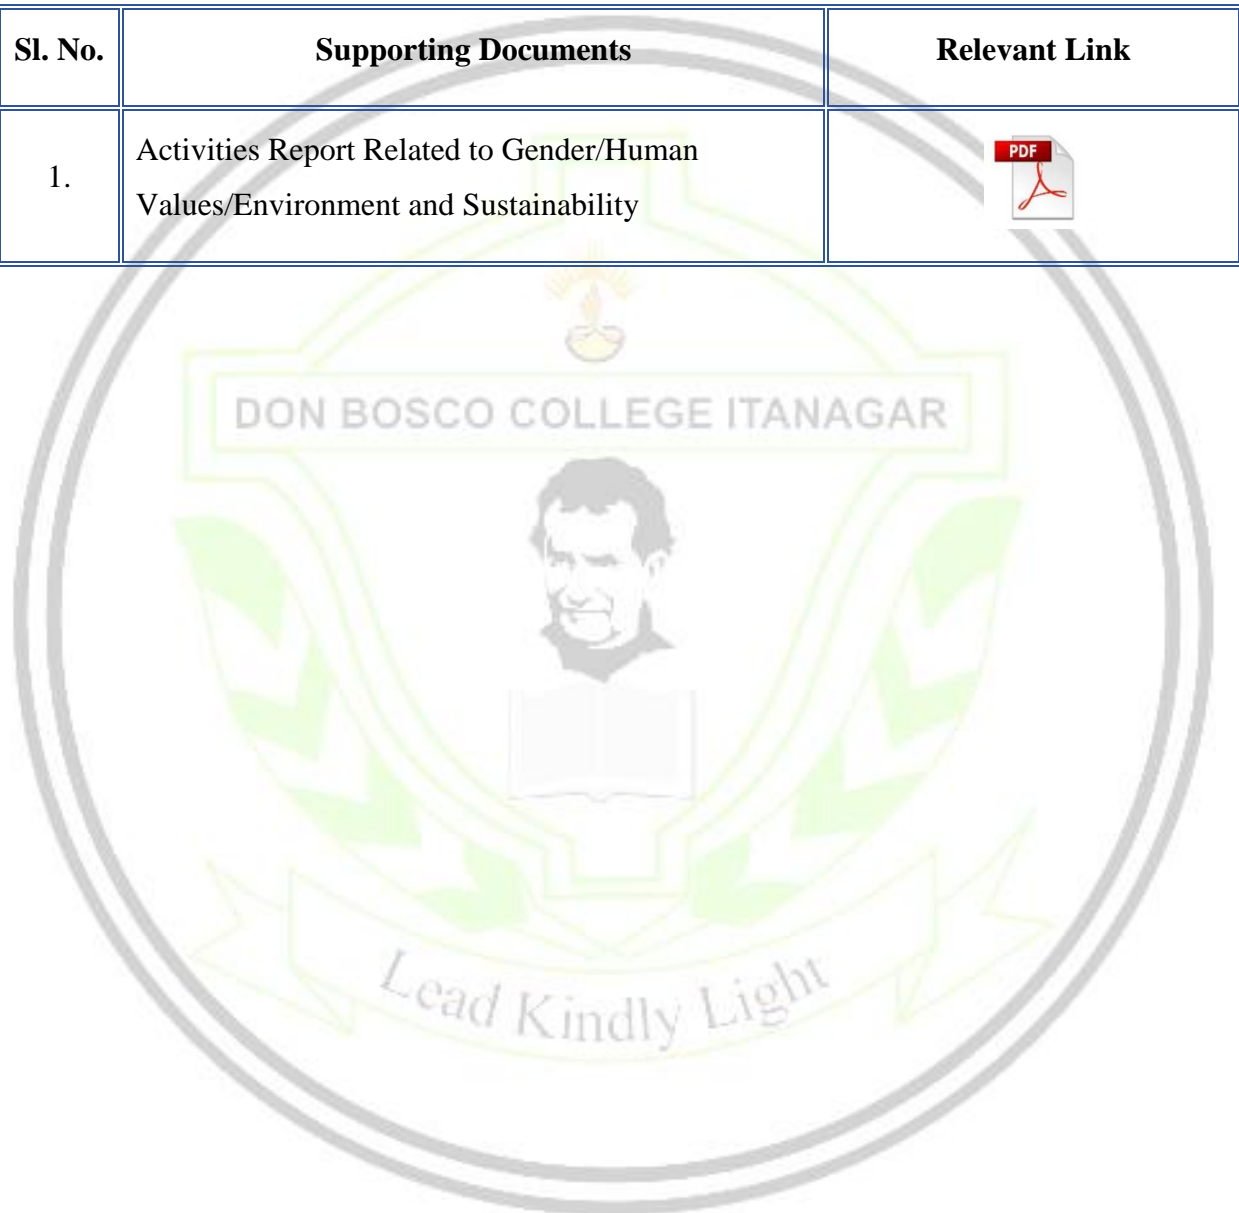 Sl. No.
Supporting Documents
Relevant Link
1.
Activities Report Related to Gender/Human
Values/Environment and Sustainability
PDF
DON BOSCO COLLEGE ITANAGAR
Lead Kindly Light